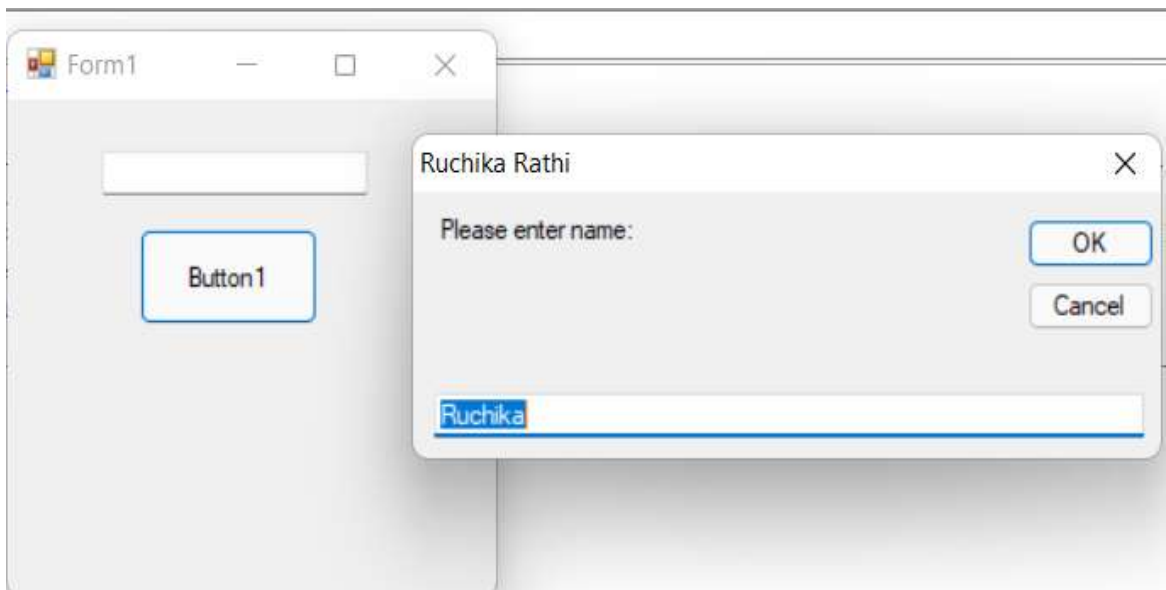 Form1
Button1
Ruchika Rathi
Please enter name:
OK
Cancel
Ruchika